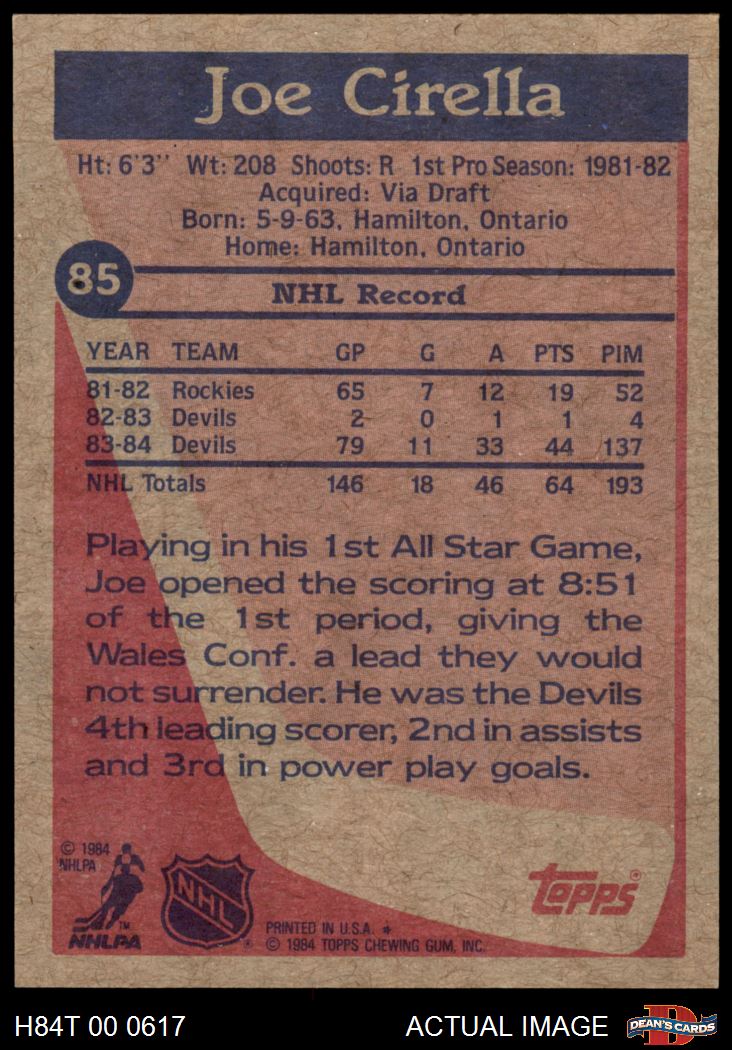 Joe Cirella
Ht: 6'3'' Wt: 208 Shoots: R 1st Pro Season: 1981-82
Acquired: Via Draft
Born: 5-9-63, Hamilton, Ontario
Home: Hamilton, Ontario
85
NHL Record
YEAR TEAM GP G A PTS PIM
81-82 Rockies 65 7 12 19 52
82-83 Devils 2 0 1 1 4
83-84 Devils 79 11 33 44 137
NHL Totals 146 18 46 64 193
Playing in his 1st All Star Game,
Joe opened the scoring at 8:51
of the 1st period, giving the
Wales Conf. a lead they would
not surrender. He was the Devils
4th leading scorer, 2nd in assists
and 3rd in power play goals.
© 1984
NHLPA
TM
NHLPA
NHL
®
topps®
PRINTED IN U.S.A. *
© 1984 TOPPS CHEWING GUM, INC.
H84T 00 0617
ACTUAL IMAGE
D
DEAN'S CARDS